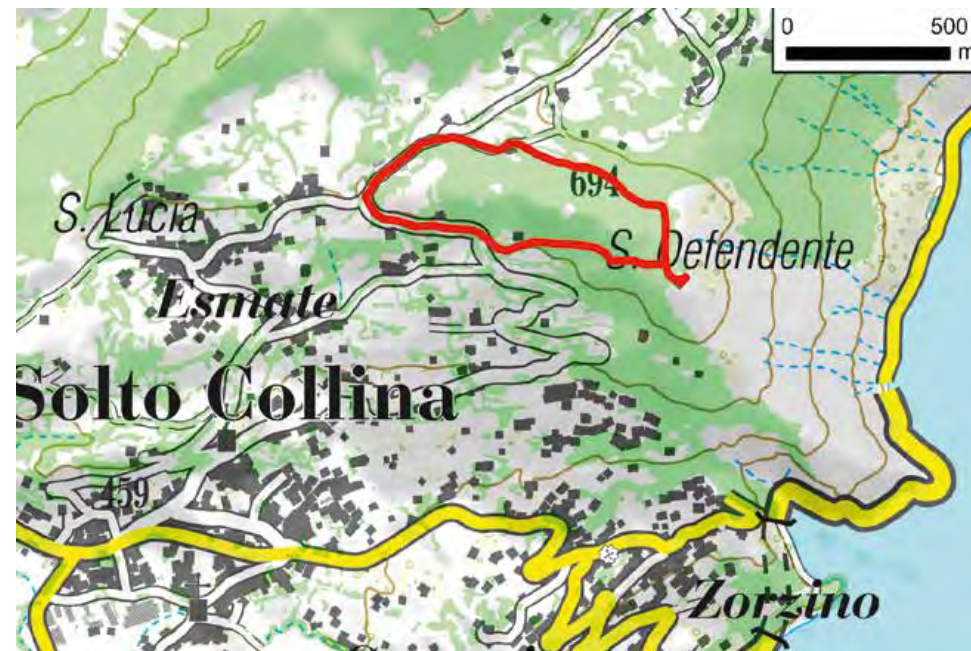 0 500
m
694
S. Lucia
S. Defendente
Esmate
Solto Collina
459
Zorzino